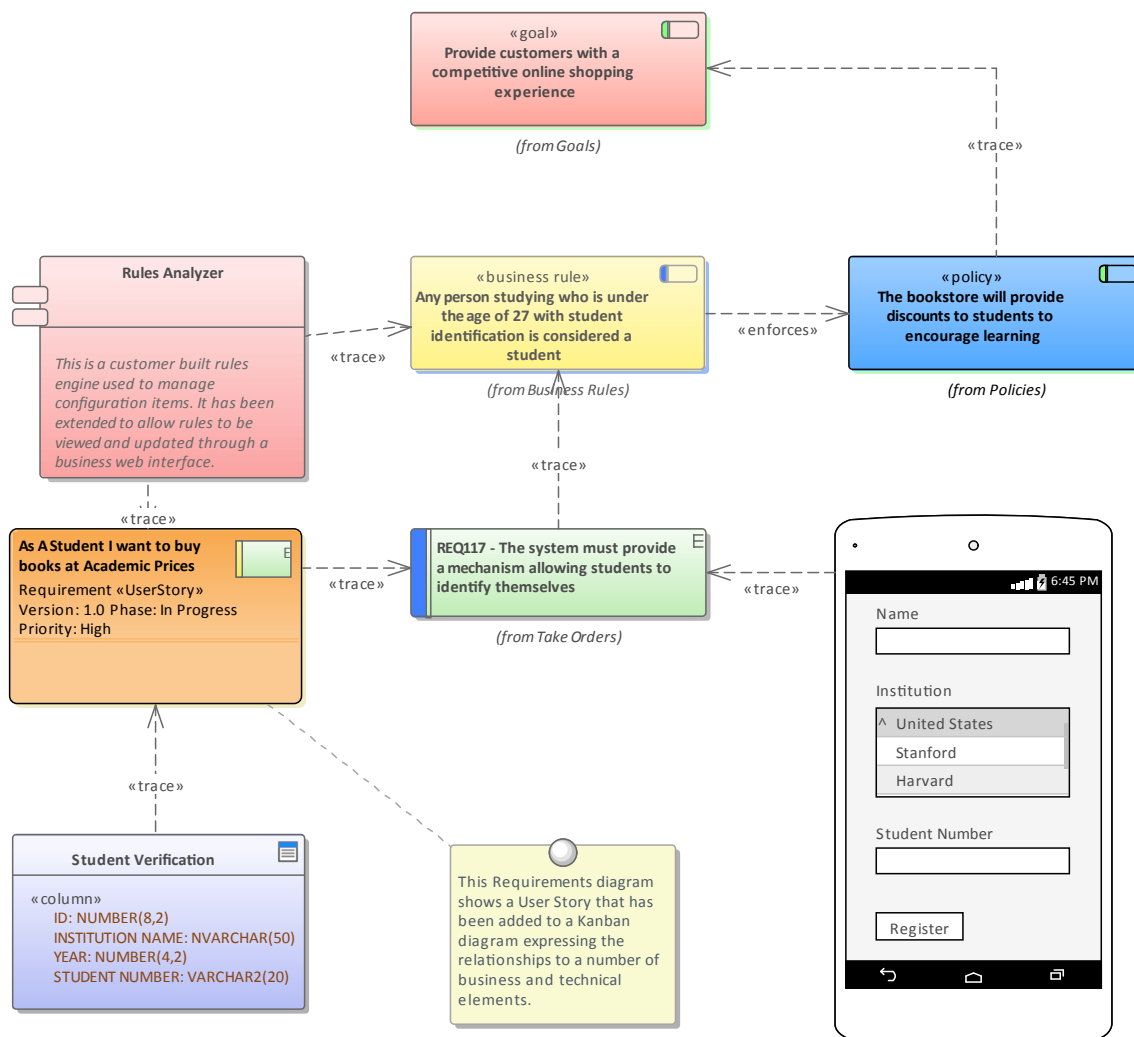 «goal»
Provide customers with a
competitive online shopping
experience
(from Goals)
«trace»
Rules Analyzer
This is a customer built rules
engine used to manage
configuration items. It has been
extended to allow rules to be
viewed and updated through a
business web interface.
«trace»
«business rule»
Any person studying who is under
the age of 27 with student
identification is considered a
student
(from Business Rules)
«enforces»
«policy»
The bookstore will provide
discounts to students to
encourage learning
(from Policies)
«trace»
«trace»
As A Student I want to buy
books at Academic Prices
E
Requirement «UserStory»
Version: 1.0 Phase: In Progress
Priority: High
«trace»
REQ117 - The system must provide
a mechanism allowing students to
identify themselves
E
(from Take Orders)
«trace»
6:45 PM
Name
Institution
^ United States
Stanford
Harvard
Student Number
Register
«trace»
Student Verification
«column»
ID: NUMBER(8,2)
INSTITUTION NAME: NVARCHAR(50)
YEAR: NUMBER(4,2)
STUDENT NUMBER: VARCHAR2(20)
This Requirements diagram
shows a User Story that has
been added to a Kanban
diagram expressing the
relationships to a number of
business and technical
elements.